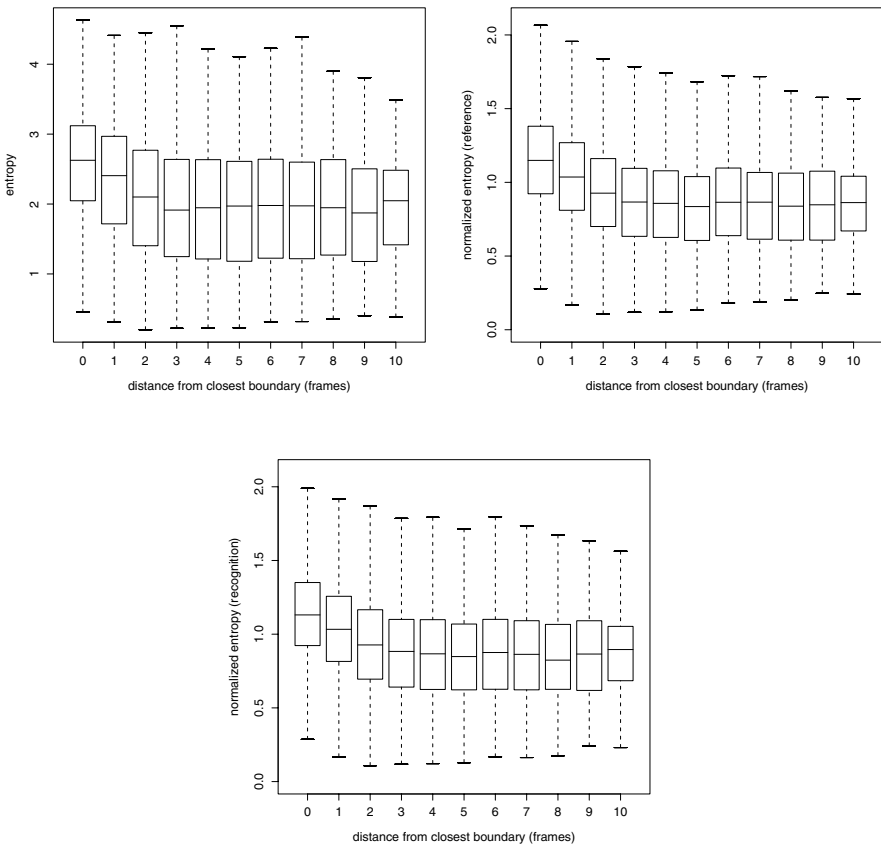 4
3
2
1
entropy
0 1 2 3 4 5 6 7 8 9 10
distance from closest boundary (frames)
2.0
1.5
1.0
0.5
0.0
normalized entropy (reference)
0 1 2 3 4 5 6 7 8 9 10
distance from closest boundary (frames)
2.0
1.5
1.0
0.5
0.0
normalized entropy (recognition)
0 1 2 3 4 5 6 7 8 9 10
distance from closest boundary (frames)